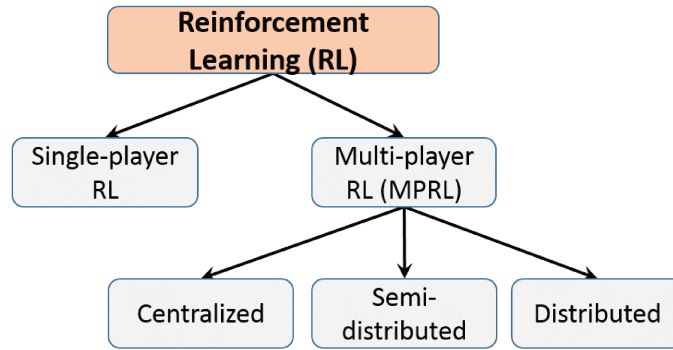 Reinforcement
Learning (RL)
Single-player
RL
Multi-player
RL (MPRL)
Centralized
Semi-
distributed
Distributed